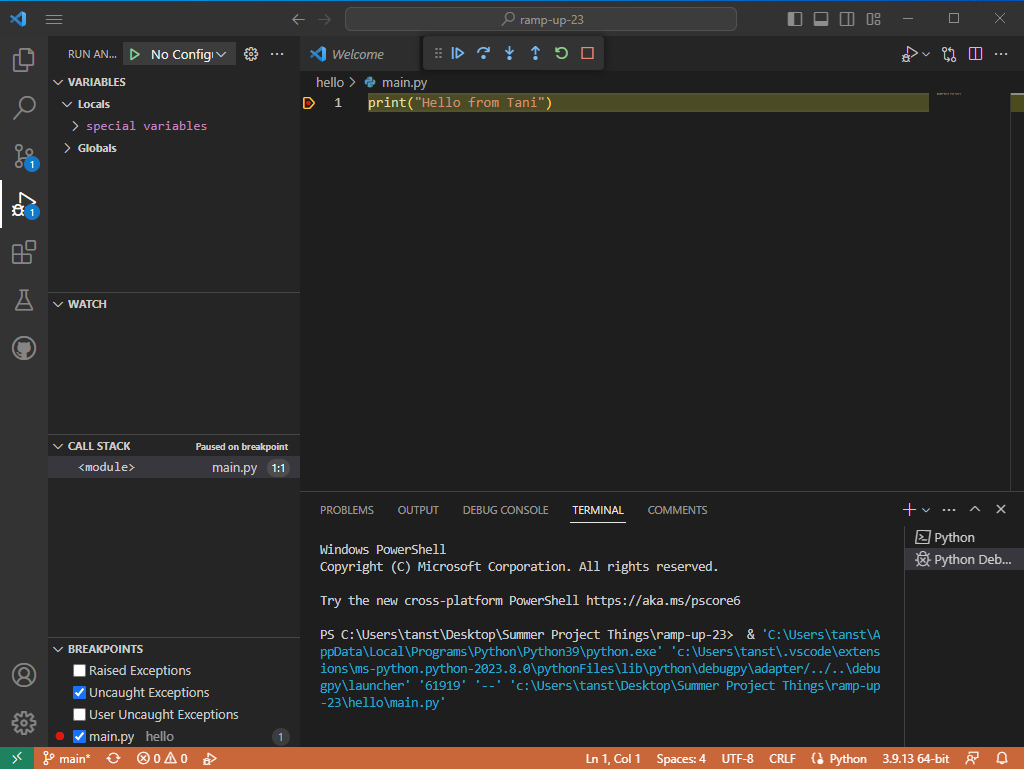 ramp-up-23
RUN AN... No Config
VARIABLES
Locals
special variables
Globals
WATCH
CALL STACK Paused on breakpoint
<module> main.py 1:1
BREAKPOINTS
Raised Exceptions
Uncaught Exceptions
User Uncaught Exceptions
main.py hello 1
1
1
Welcome
hello > main.py
1 print("Hello from Tani")
PROBLEMS OUTPUT DEBUG CONSOLE TERMINAL COMMENTS
Windows PowerShell
Copyright (C) Microsoft Corporation. All rights reserved.
Try the new cross-platform PowerShell https://aka.ms/pscore6
PS C:\Users\tanst\Desktop\Summer Project Things\ramp-up-23> & 'C:\Users\tanst\A
ppData\Local\Programs\Python\Python39\python.exe' 'c:\Users\tanst\.vscode\extens
ions\ms-python.python-2023.8.0\pythonFiles\lib\python\debugpy\adapter/../..\debu
gpy\launcher' '61919' '--' 'c:\Users\tanst\Desktop\Summer Project Things\ramp-up
-23\hello\main.py'
Python
Python Deb...
main* 0 0 Ln 1, Col 1 Spaces: 4 UTF-8 CRLF Python 3.9.13 64-bit